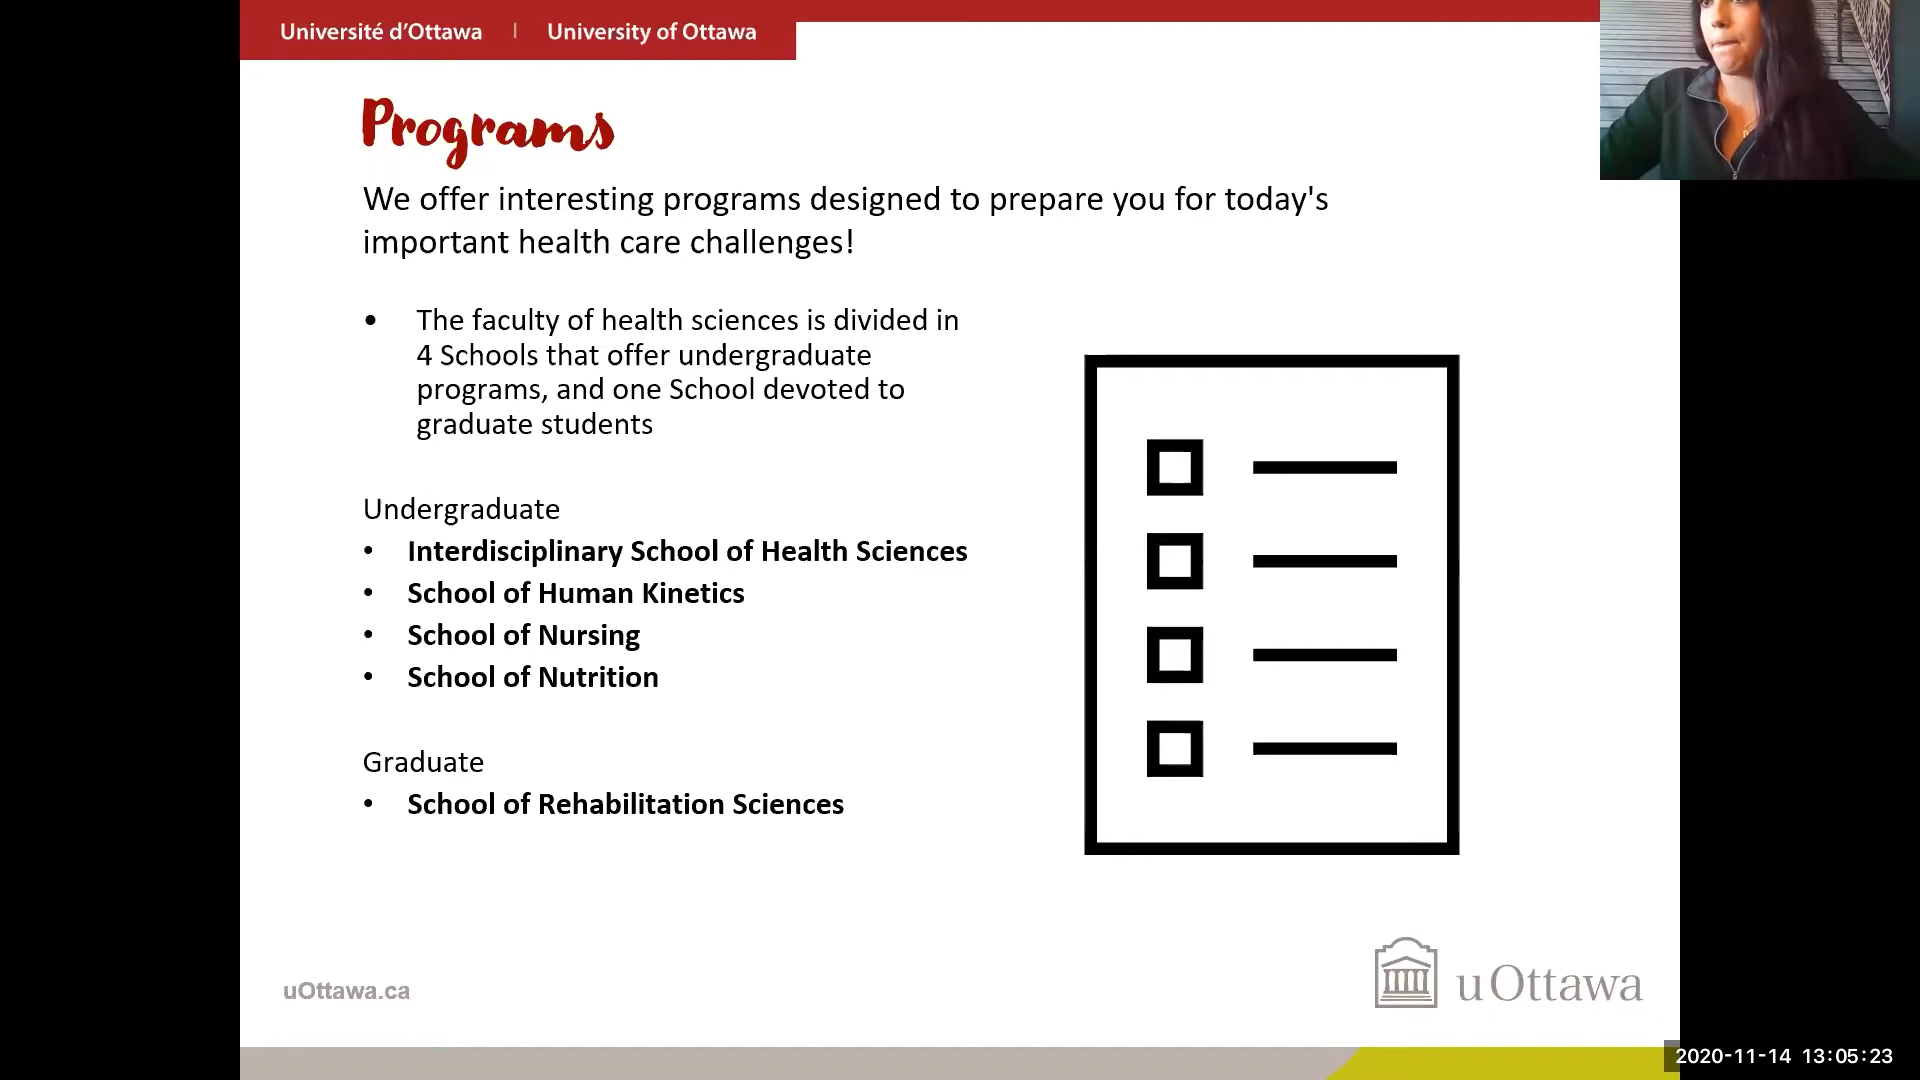 Université d'Ottawa | University of Ottawa
Programs
We offer interesting programs designed to prepare you for today's
important health care challenges!
• The faculty of health sciences is divided in
4 Schools that offer undergraduate
programs, and one School devoted to
graduate students
Undergraduate
• Interdisciplinary School of Health Sciences
• School of Human Kinetics
• School of Nursing
• School of Nutrition
Graduate
• School of Rehabilitation Sciences
uOttawa.ca
uOttawa
2020-11-14 13:05:23